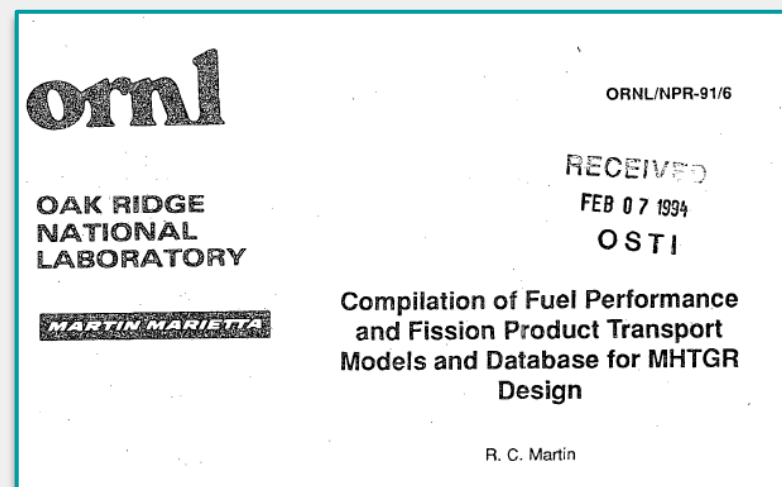 ornl
ORNL/NPR-91/6
RECEIVED
FEB 07 1994
OSTI
OAK RIDGE
NATIONAL
LABORATORY
MARTIN MARIETTA
Compilation of Fuel Performance
and Fission Product Transport
Models and Database for MHTGR
Design
R. C. Martin